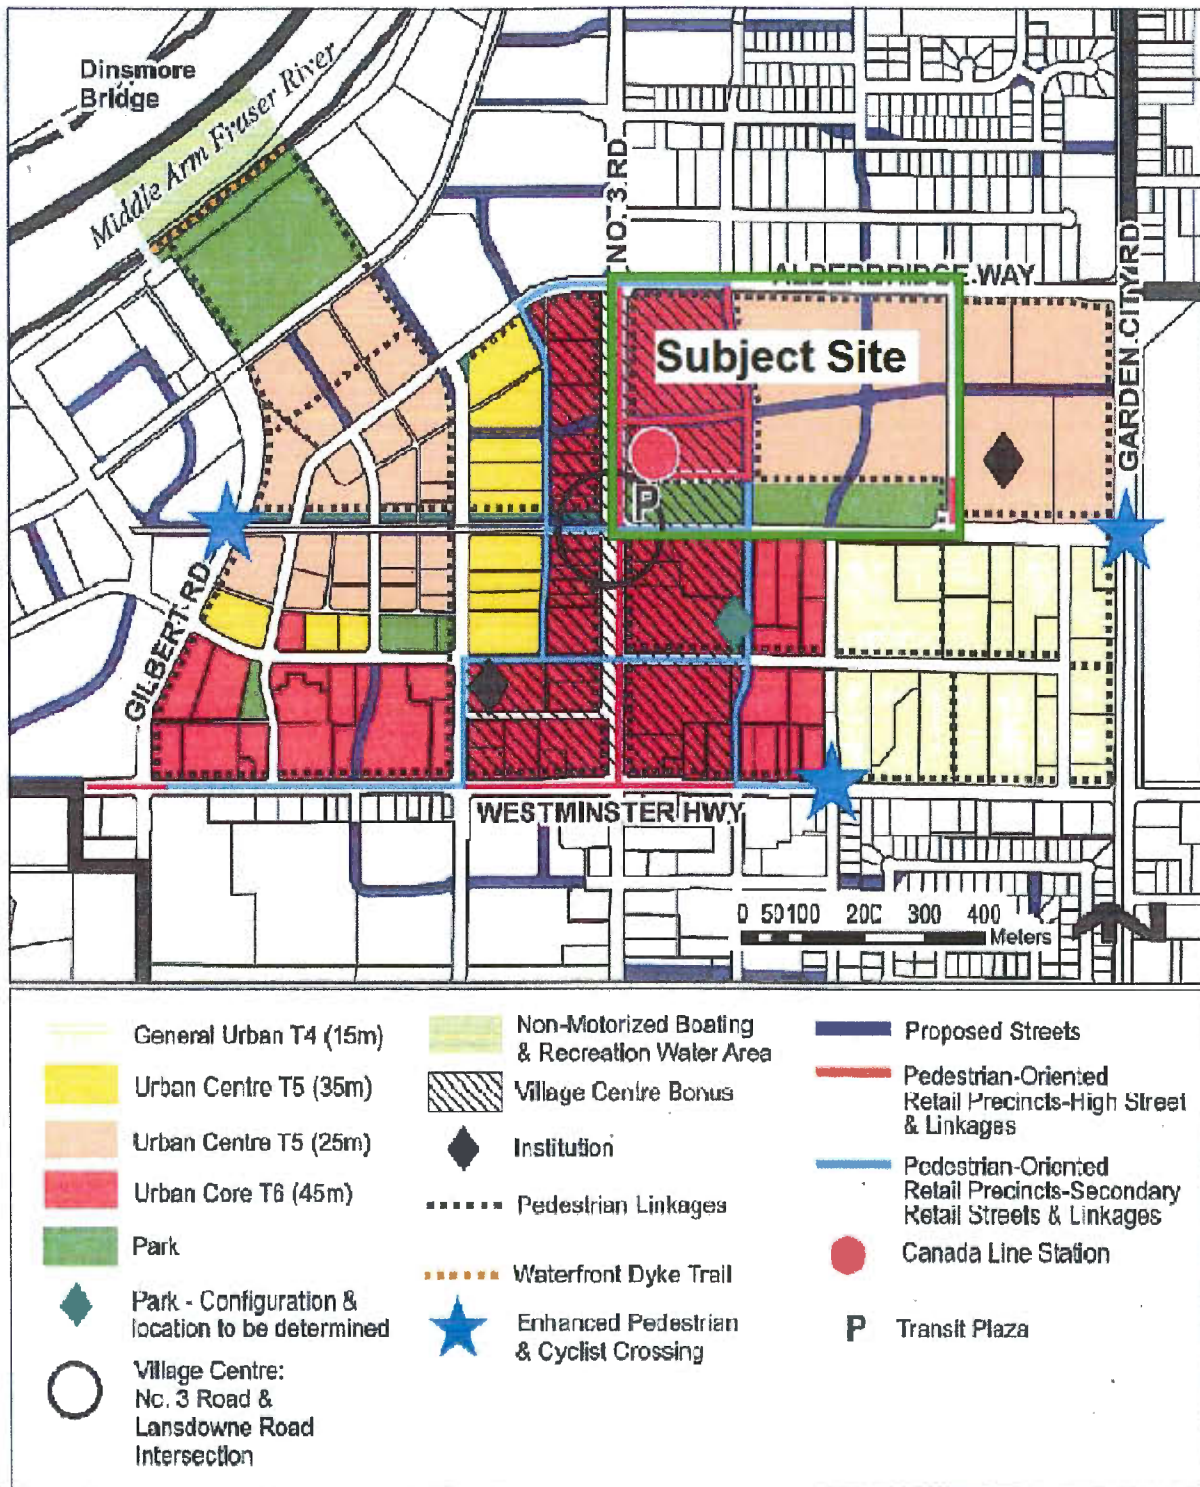 Dinsmore
Bridge
Middle Arm Fraser River
NO. 3 RD
ALDERBRIDGE WAY
GARDEN CITY RD
Subject Site
P
GILBERT RD
WESTMINSTER HWY
0 50100 200 300 400
Meters
General Urban T4 (15m)
Urban Centre T5 (35m)
Urban Centre T5 (25m)
Urban Core T6 (45m)
Park
Park - Configuration &
location to be determined
Village Centre:
No. 3 Road &
Lansdowne Road
Intersection
Non-Motorized Boating
& Recreation Water Area
Village Centre Bonus
Institution
Pedestrian Linkages
Waterfront Dyke Trail
Enhanced Pedestrian
& Cyclist Crossing
Proposed Streets
Pedestrian-Oriented
Retail Precincts-High Street
& Linkages
Pedestrian-Oriented
Retail Precincts-Secondary
Retail Streets & Linkages
Canada Line Station
P Transit Plaza